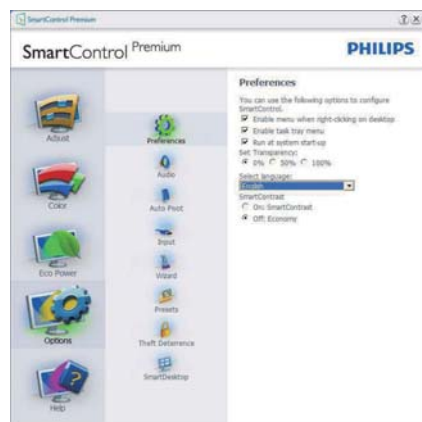 SmartControl Premium
SmartControl Premium
PHILIPS
Adjust
Color
Eco Power
Options
Help
Preferences
Audio
Auto Pivot
Input
Wizard
Presets
Theft Deterrence
SmartDesktop
Preferences
You can use the following options to configure
SmartControl.
Enable menu when right-clicking on desktop
Enable task tray menu
Run at system start-up
Set Transparency:
0% 50% 100%
Select language:
English
SmartContrast
On: SmartContrast
Off: Economy